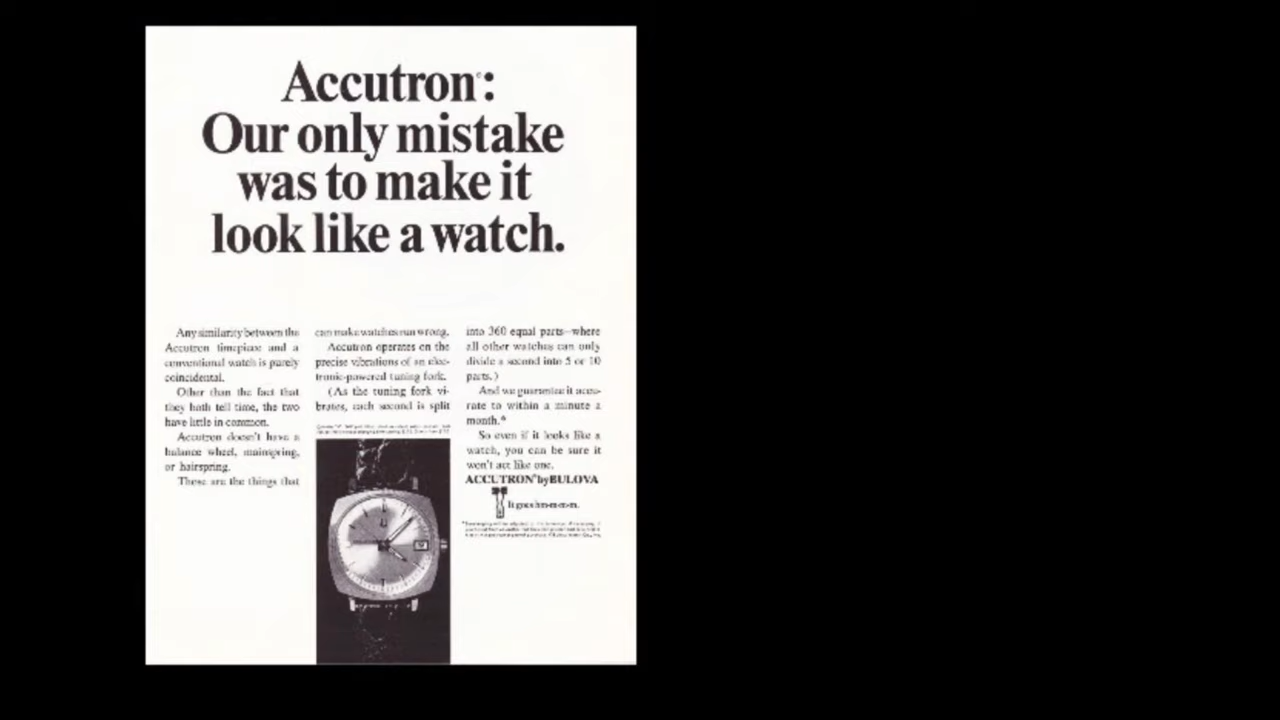 Accutron®:
Our only mistake
was to make it
look like a watch.
Any similarity between the
Accutron timepiece and a
conventional watch is purely
coincidental.
Other than the fact that
they both tell time, the two
have little in common.
Accutron doesn't have a
balance wheel, mainspring,
or hairspring.
These are the things that
can make watches run wrong.
Accutron operates on the
precise vibrations of an elec-
tronic-powered tuning fork.
(As the tuning fork vi-
brates, each second is split
into 360 equal parts—where
all other watches can only
divide a second into 5 or 10
parts.)
And we guarantee it accu-
rate to within a minute a
month.*
So even if it looks like a
watch, you can be sure it
won't act like one.
ACCUTRON® by BULOVA
It goes hm-m-m-m.